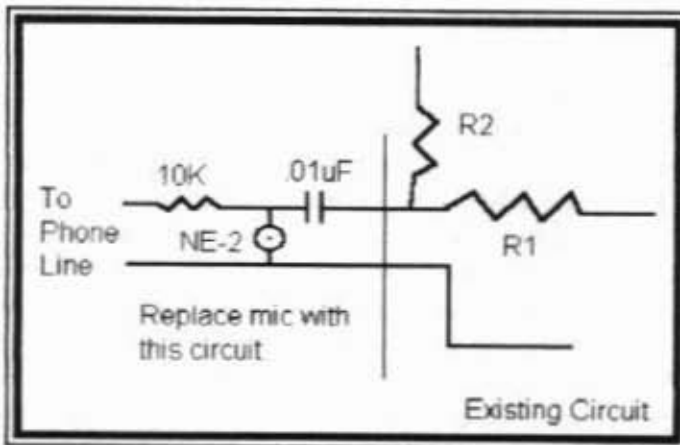 R2
10K
.01uF
To
Phone
Line
NE-2
R1
Replace mic with
this circuit
Existing Circuit